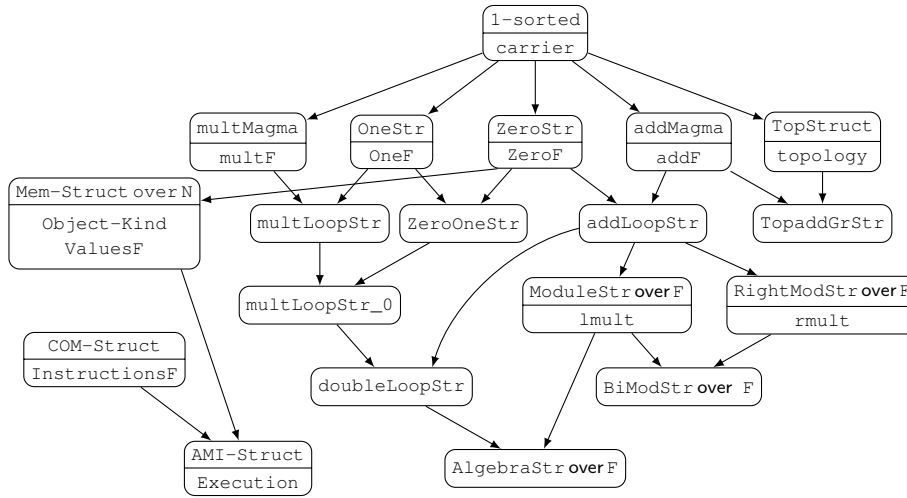 1-sorted
carrier
multMagma
multF
OneStr
OneF
ZeroStr
ZeroF
addMagma
addF
TopStruct
topology
Mem-Struct over N
Object-Kind
ValuesF
multLoopStr
ZeroOneStr
addLoopStr
TopaddGrStr
multLoopStr_0
ModuleStr over F
lmult
RightModStr over F
rmult
COM-Struct
InstructionsF
doubleLoopStr
BiModStr over F
AMI-Struct
Execution
AlgebraStr over F